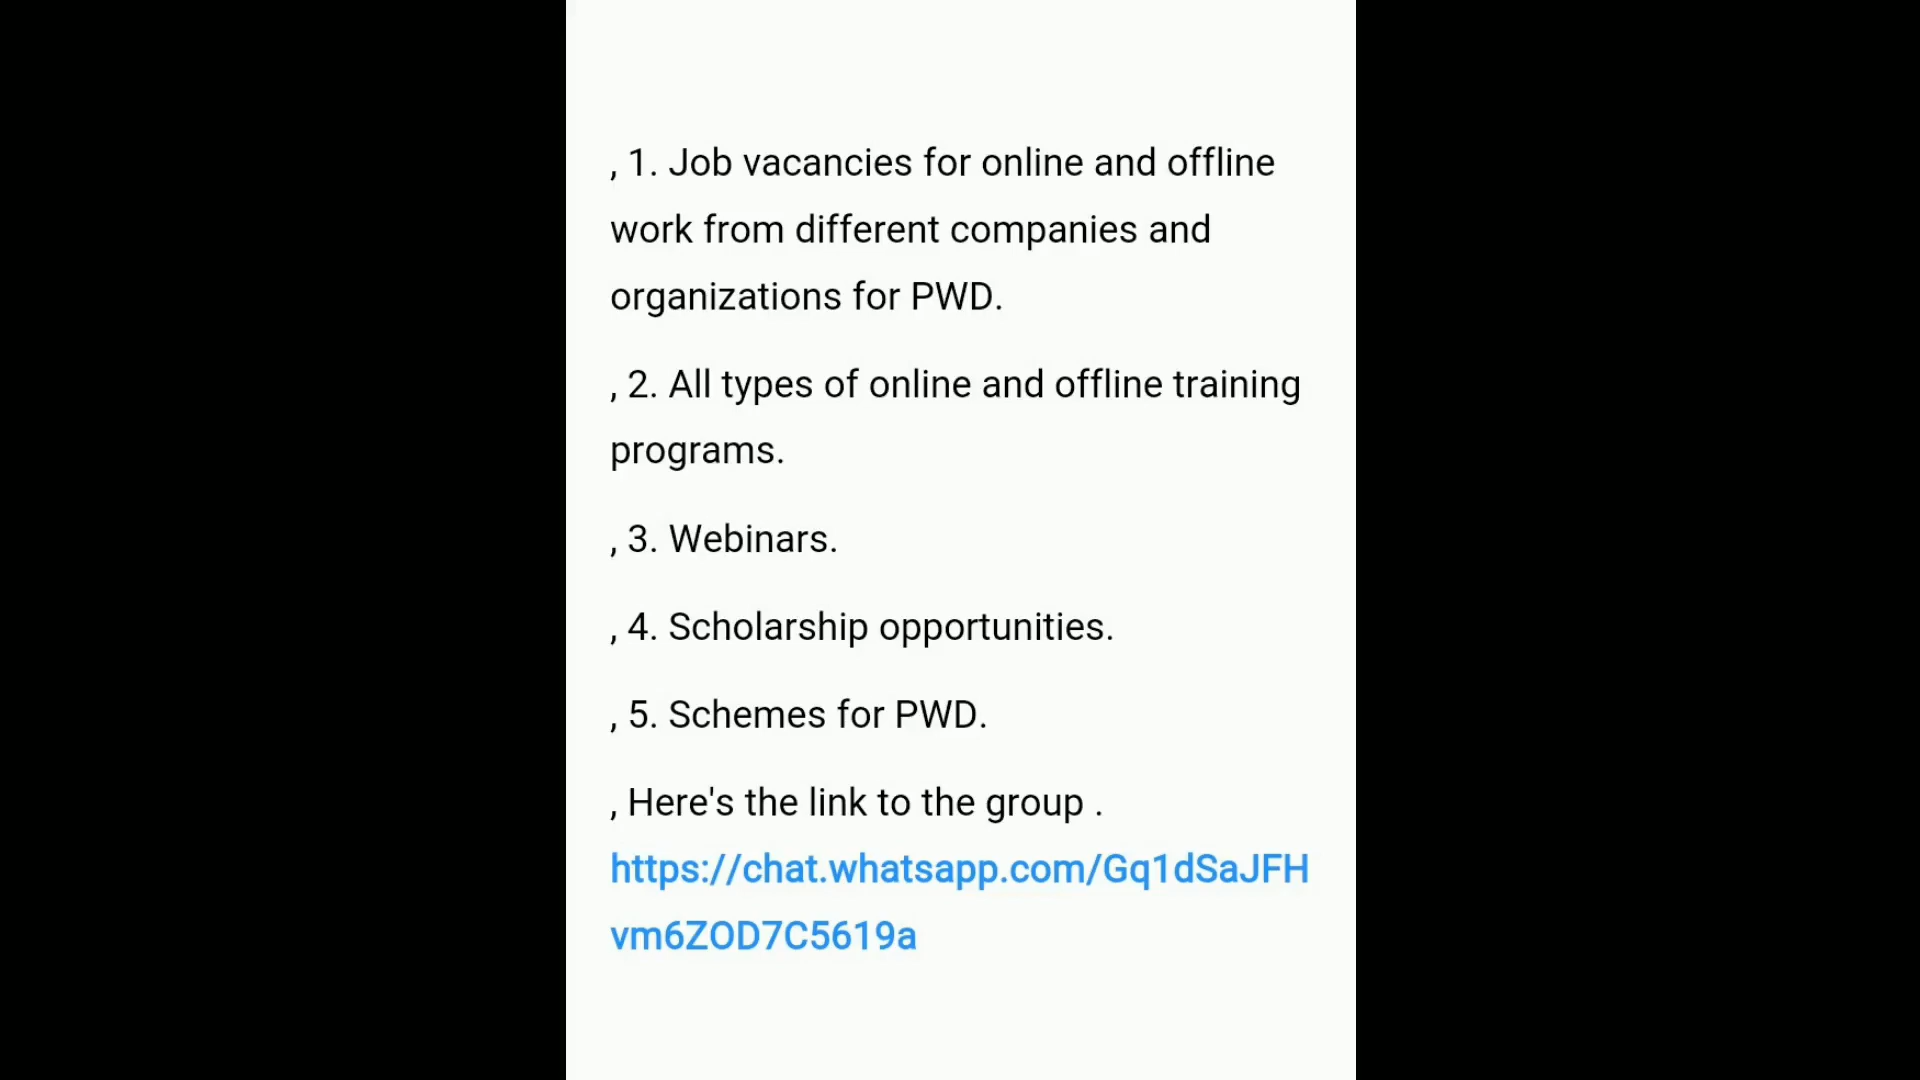 , 1. Job vacancies for online and offline
work from different companies and
organizations for PWD.
, 2. All types of online and offline training
programs.
, 3. Webinars.
, 4. Scholarship opportunities.
, 5. Schemes for PWD.
, Here's the link to the group .
https://chat.whatsapp.com/Gq1dSaJFH
vm6ZOD7C5619a